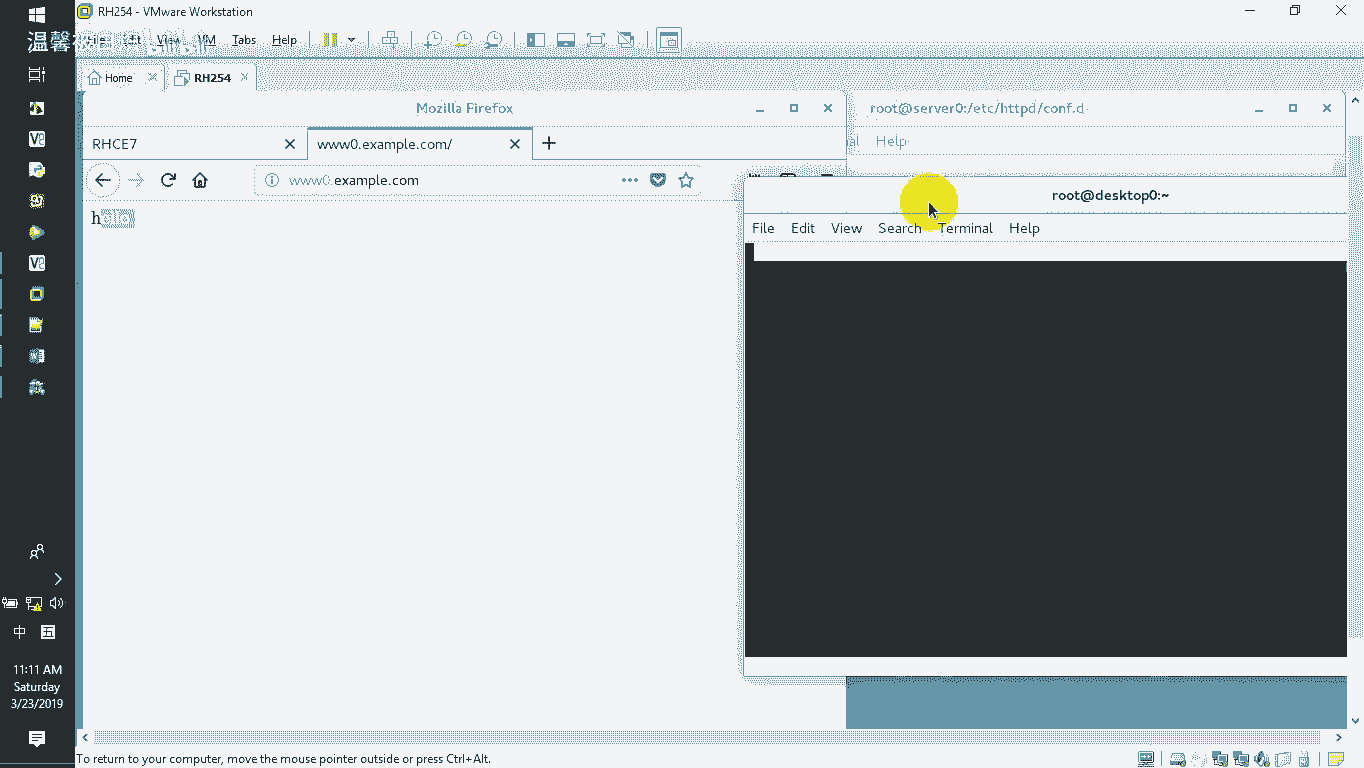 RH254 - VMware Workstation
温馨
Edit View VM Tabs Help
Home
RH254
Mozilla Firefox
root@server0:/etc/httpd/conf.d
RHCE7
www0.example.com/
al Help
www0.example.com
root@desktop0:~
File Edit View Search Terminal Help
11:11 AM
Saturday
3/23/2019
中 五
To return to your computer, move the mouse pointer outside or press Ctrl+Alt.